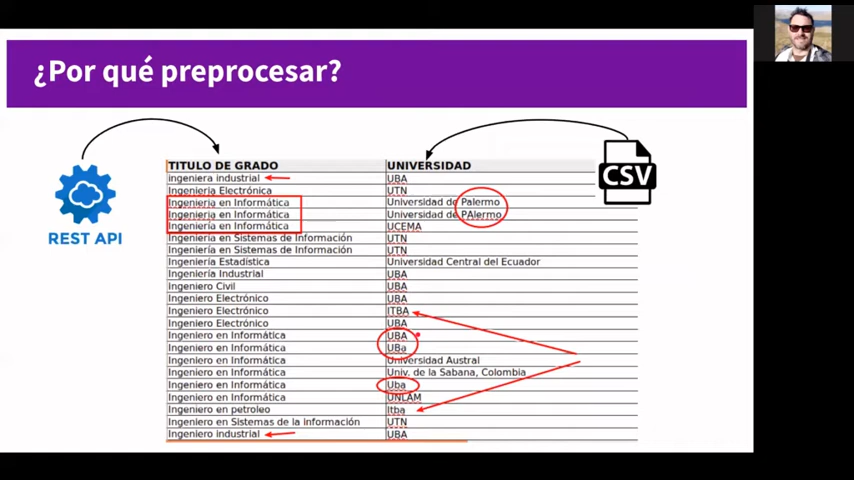 ¿Por qué preprocesar?
TITULO DE GRADO UNIVERSIDAD
ingeniera industrial UBA
Ingenieria Electrónica UTN
Ingenieria en Informática Universidad de Palermo
Ingenieria en Informática Universidad de PAlermo
Ingeniería en Informática UCEMA
Ingenieria en Sistemas de Información UTN
Ingeniería en Sistemas de Información UTN
Ingeniería Estadística Universidad Central del Ecuador
Ingeniería Industrial UBA
Ingeniero Civil UBA
Ingeniero Electrónico UBA
Ingeniero Electrónico ITBA
Ingeniero Electrónico UBA
Ingeniero en Informática UBA
Ingeniero en Informática UBa
Ingeniero en Informática Universidad Austral
Ingeniero en Informática Univ. de la Sabana, Colombia
Ingeniero en Informática Uba
Ingeniero en Informática UNLAM
Ingeniero en petroleo Itba
Ingeniero en Sistemas de la información UTN
Ingeniero industrial UBA
REST API
CSV